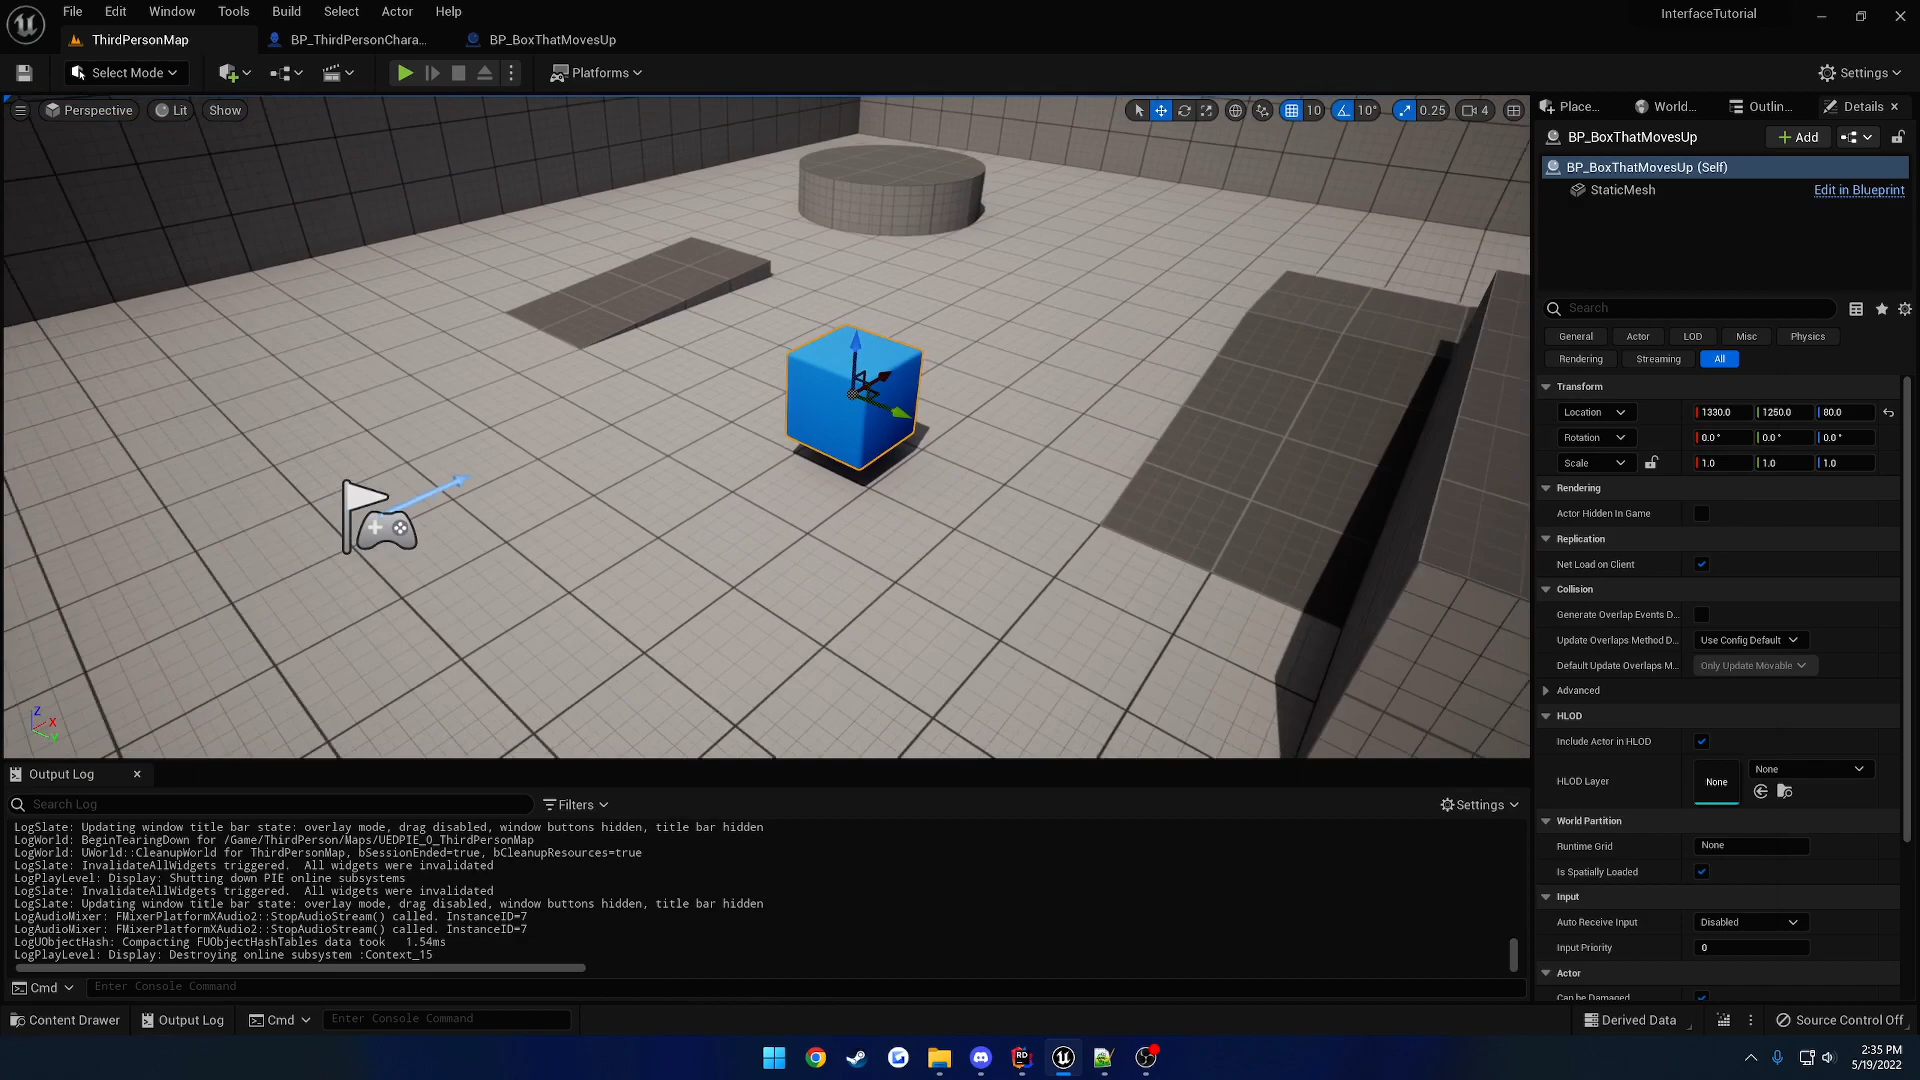 File Edit Window Tools Build Select Actor Help
InterfaceTutorial
ThirdPersonMap
BP_ThirdPersonChara...
BP_BoxThatMovesUp
Select Mode
Platforms
Settings
Perspective
Lit
Show
10
10°
0.25
4
Place...
World...
Outlin...
Details
BP_BoxThatMovesUp
Add
BP_BoxThatMovesUp (Self)
StaticMesh
Edit in Blueprint
Search
General
Actor
LOD
Misc
Physics
Rendering
Streaming
All
Transform
Location 1330.0 1250.0 80.0
Rotation 0.0° 0.0° 0.0°
Scale 1.0 1.0 1.0
Rendering
Actor Hidden In Game
Replication
Net Load on Client
Collision
Generate Overlap Events D...
Update Overlaps Method D... Use Config Default
Default Update Overlaps M... Only Update Movable
Advanced
HLOD
Include Actor in HLOD
HLOD Layer
None
None
World Partition
Runtime Grid None
Is Spatially Loaded
Input
Auto Receive Input Disabled
Input Priority 0
Actor
Can be Damaged
Z
X
Y
Output Log
Search Log
Filters
Settings
LogSlate: Updating window title bar state: overlay mode, drag disabled, window buttons hidden, title bar hidden
LogWorld: BeginTearingDown for /Game/ThirdPerson/Maps/UEDPIE_0_ThirdPersonMap
LogWorld: UWorld::CleanupWorld for ThirdPersonMap, bSessionEnded=true, bCleanupResources=true
LogSlate: InvalidateAllWidgets triggered.  All widgets were invalidated
LogPlayLevel: Display: Shutting down PIE online subsystems
LogSlate: InvalidateAllWidgets triggered.  All widgets were invalidated
LogSlate: Updating window title bar state: overlay mode, drag disabled, window buttons hidden, title bar hidden
LogAudioMixer: FMixerPlatformXAudio2::StopAudioStream() called. InstanceID=7
LogAudioMixer: FMixerPlatformXAudio2::StopAudioStream() called. InstanceID=7
LogUObjectHash: Compacting FUObjectHashTables data took   1.54ms
LogPlayLevel: Display: Destroying online subsystem :Context_15
Cmd
Enter Console Command
Content Drawer
Output Log
Cmd
Enter Console Command
Derived Data
Source Control Off
RD
2:35 PM
5/19/2022